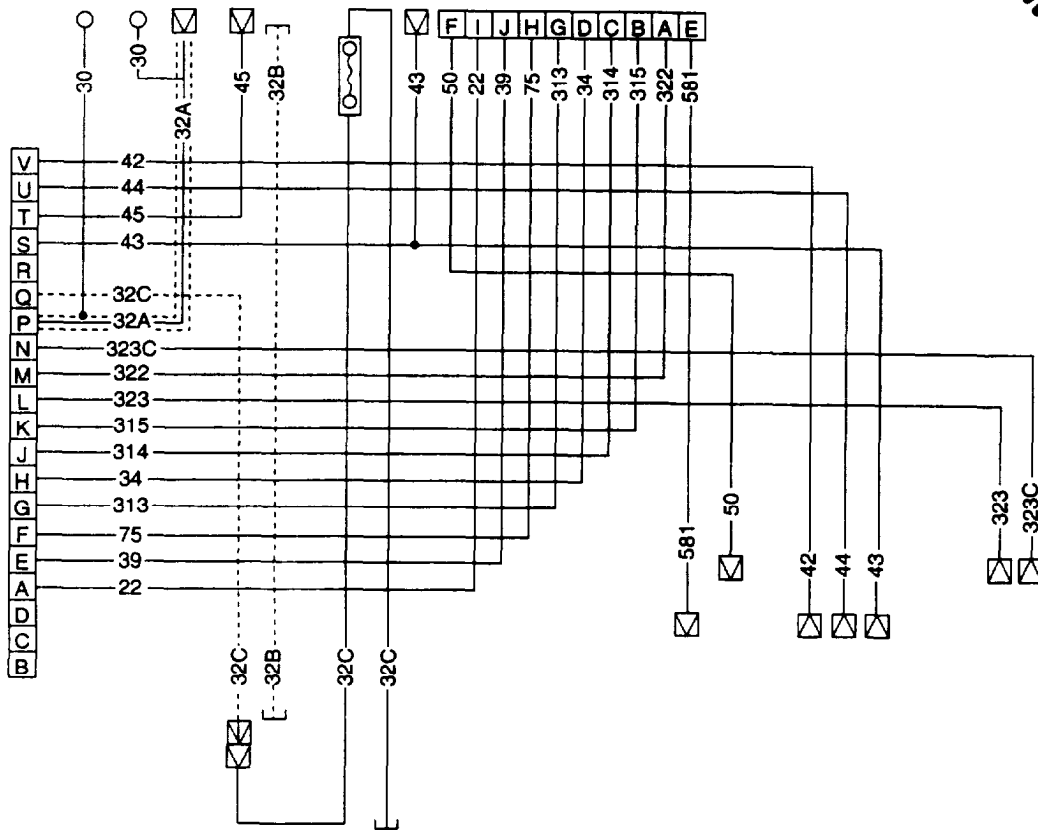 F I J H G D C B A E
30
30
32A
45
32B
43
50
22
39
75
313
34
314
315
322
581
V 42
U 44
T 45
S 43
R
Q 32C
P 32A
N 323C
M 322
L 323
K 315
J 314
H 34
G 313
F 75
E 39
A 22
D
C
B
32C
32B
32C
32C
581
50
42
44
43
323
323C